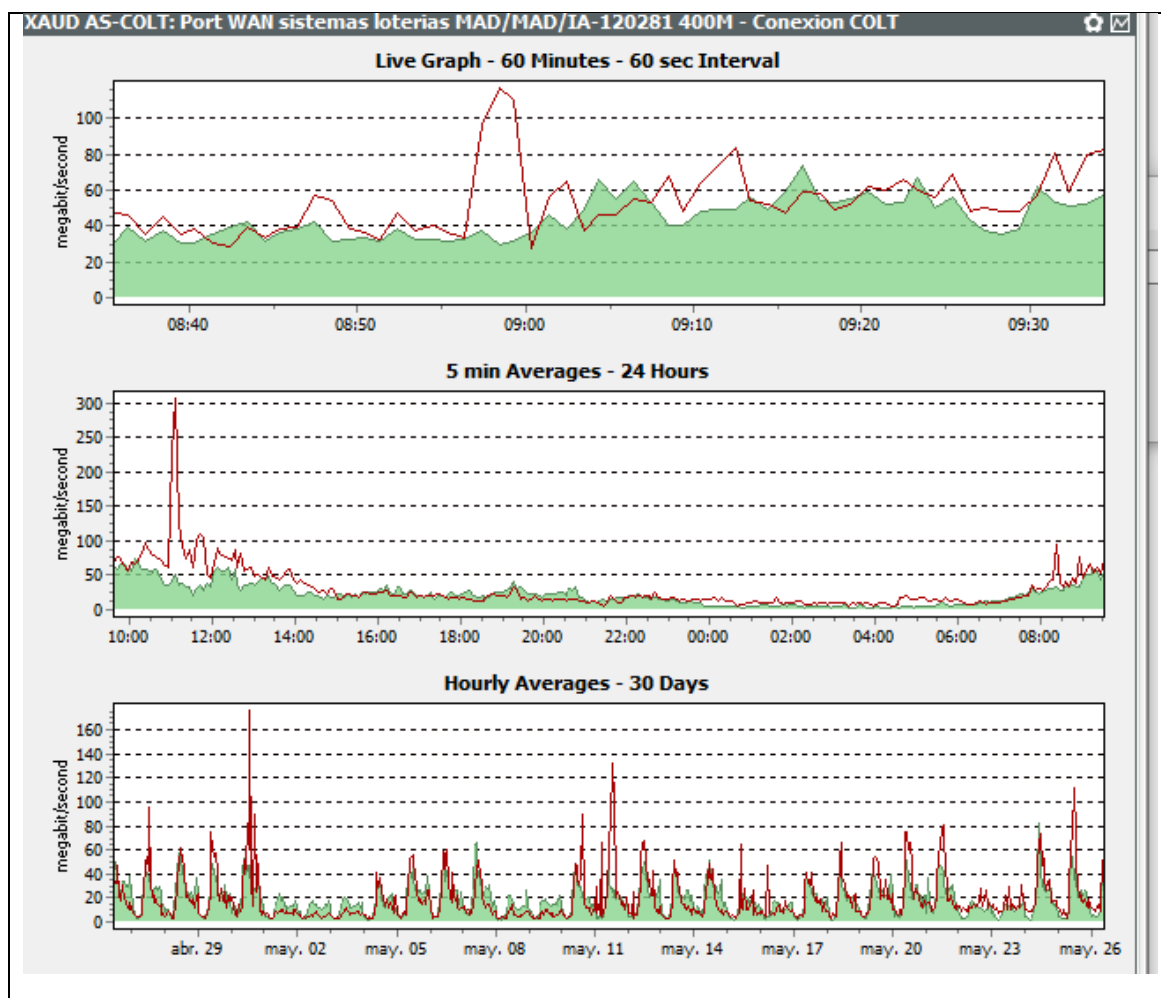 XAUD AS-COLT: Port WAN sistemas loterias MAD/MAD/IA-120281 400M - Conexion COLT
Live Graph - 60 Minutes - 60 sec Interval
megabit/second
100
80
60
40
20
0
08:40 08:50 09:00 09:10 09:20 09:30
5 min Averages - 24 Hours
megabit/second
300
250
200
150
100
50
0
10:00 12:00 14:00 16:00 18:00 20:00 22:00 00:00 02:00 04:00 06:00 08:00
Hourly Averages - 30 Days
megabit/second
160
140
120
100
80
60
40
20
0
abr. 29 may. 02 may. 05 may. 08 may. 11 may. 14 may. 17 may. 20 may. 23 may. 26